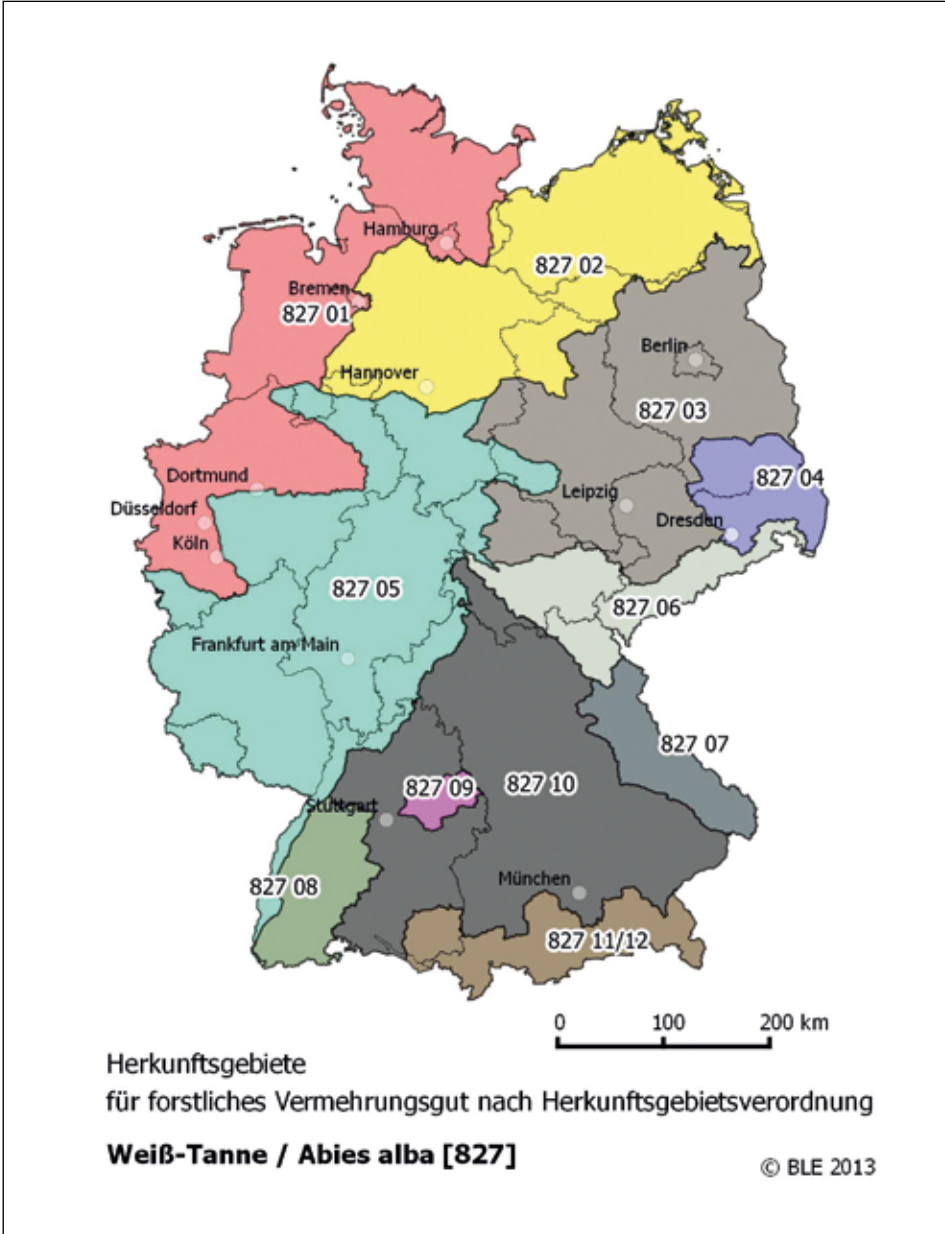 Hamburg
827 02
Bremen
827 01
Berlin
Hannover
827 03
Dortmund
827 04
Leipzig
Düsseldorf
Dresden
Köln
827 05
827 06
Frankfurt am Main
827 07
827 09
827 10
Stuttgart
München
827 08
827 11/12
0 100 200 km
Herkunftsgebiete
für forstliches Vermehrungsgut nach Herkunftsgebietsverordnung
Weiß-Tanne / Abies alba [827]
© BLE 2013